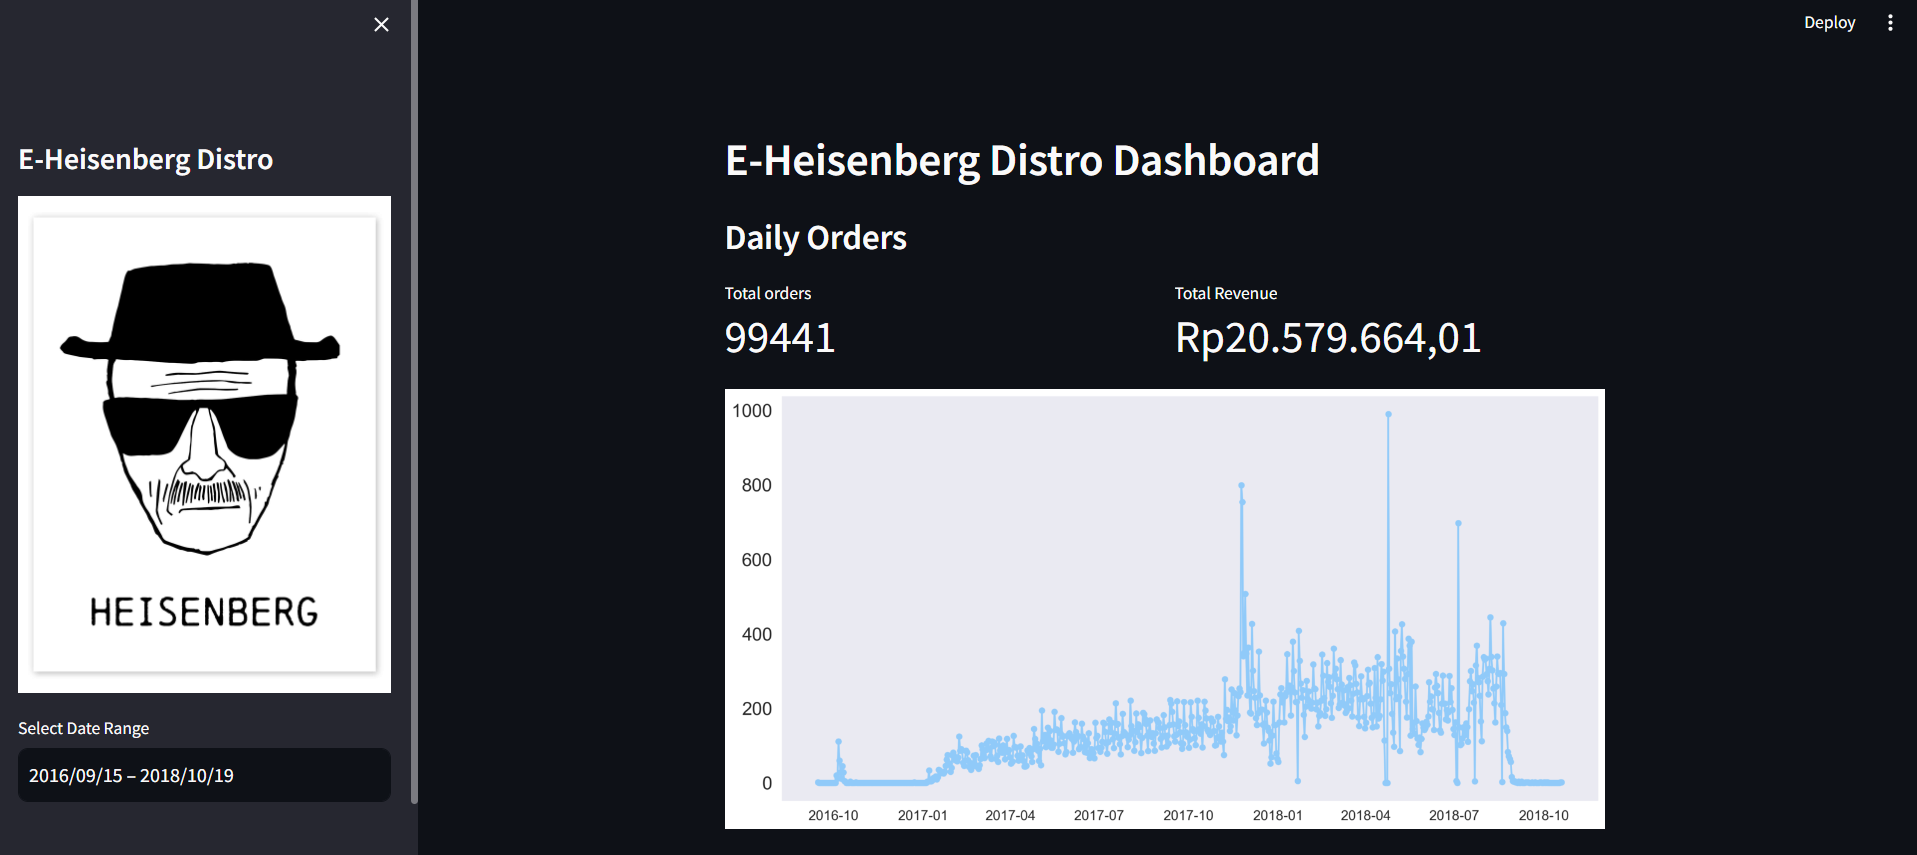 Deploy
E-Heisenberg Distro
HEISENBERG
Select Date Range
2016/09/15 – 2018/10/19
E-Heisenberg Distro Dashboard
Daily Orders
Total orders
99441
Total Revenue
Rp20.579.664,01
1000
800
600
400
200
0
2016-10 2017-01 2017-04 2017-07 2017-10 2018-01 2018-04 2018-07 2018-10